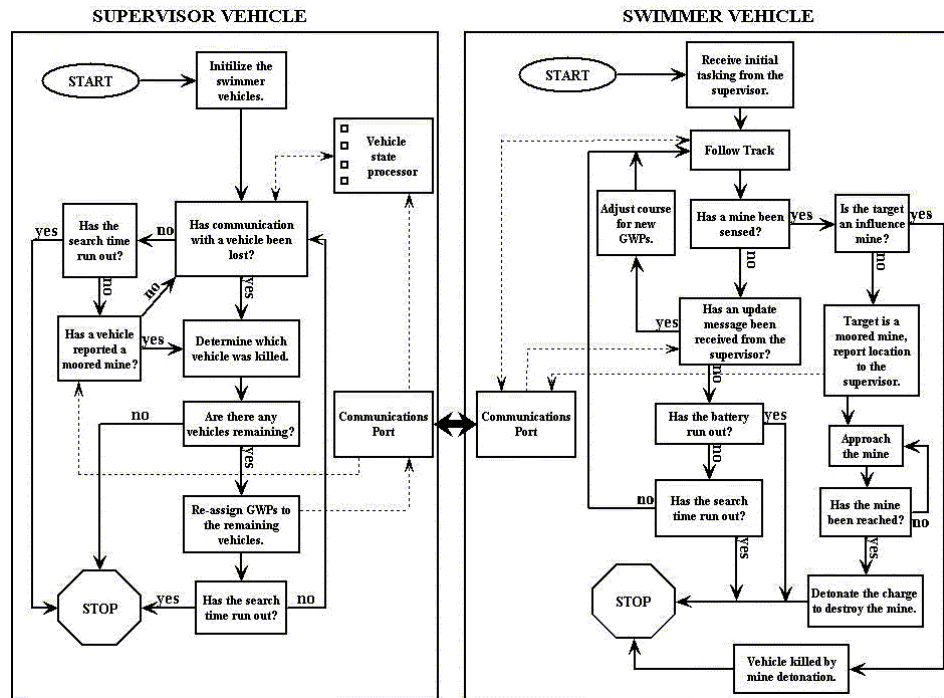 SUPERVISOR VEHICLE
START
Initilize the
swimmer
vehicles.
Vehicle
state
processor
Has
the
search time
run out?
yes
no
no
Has communication
with a vehicle been
lost?
yes
Has a vehicle
reported a
moored mine?
no
yes
Determine which
vehicle was killed.
Are there any
vehicles remaining?
no
yes
Communications
Port
Re-assign GWPs to
the remaining
vehicles.
Has the search
time run out?
yes
no
STOP
SWIMMER VEHICLE
START
Receive initial
tasking from the
supervisor.
Follow Track
Adjust course
for new
GWPs.
Has a mine been
sensed?
yes
no
Is the target
an influence
mine?
yes
no
Has an update
message been
received from the
supervisor?
yes
no
Target is a
moored mine,
report location
to the
supervisor.
Communications
Port
Has the battery
run out?
yes
no
Approach
the mine
Has the search
time run out?
no
yes
Has the mine
been reached?
no
yes
Detonate the charge
to destroy the mine.
STOP
Vehicle killed by
mine detonation.